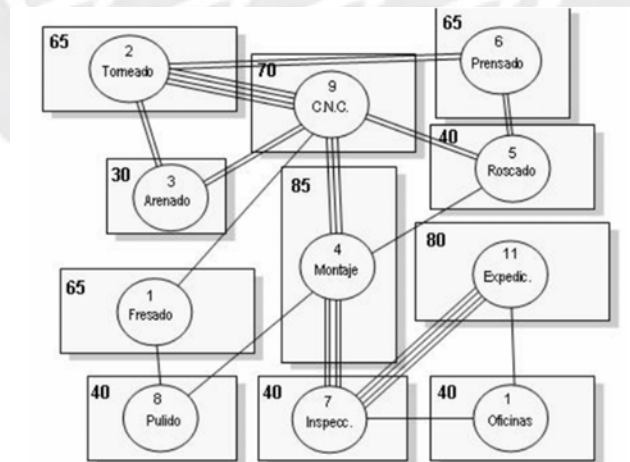 65
2
Torneado
65
6
Prensado
70
9
C.N.C.
40
5
Roscado
30
3
Arenado
85
4
Montaje
80
11
Expedic.
65
1
Fresado
40
8
Pulido
40
7
Inspecc.
40
1
Oficinas